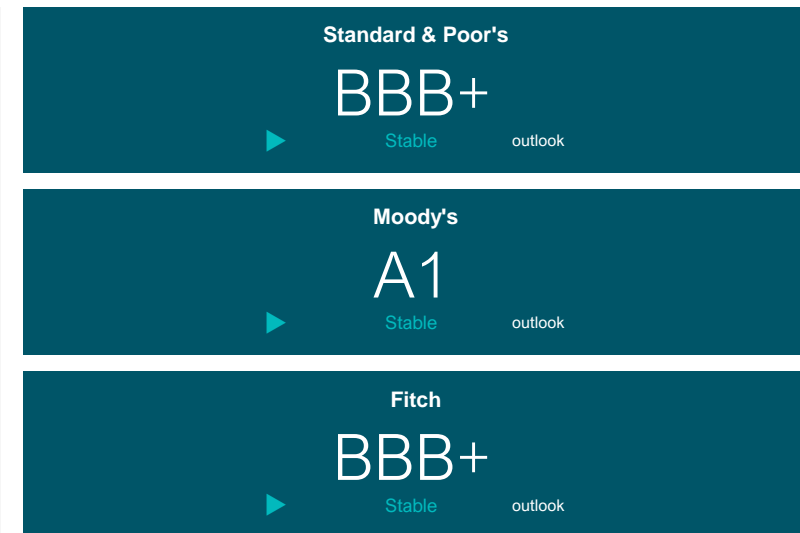 Standard & Poor's
BBB+
Stable outlook
Moody's
A1
Stable outlook
Fitch
BBB+
Stable outlook